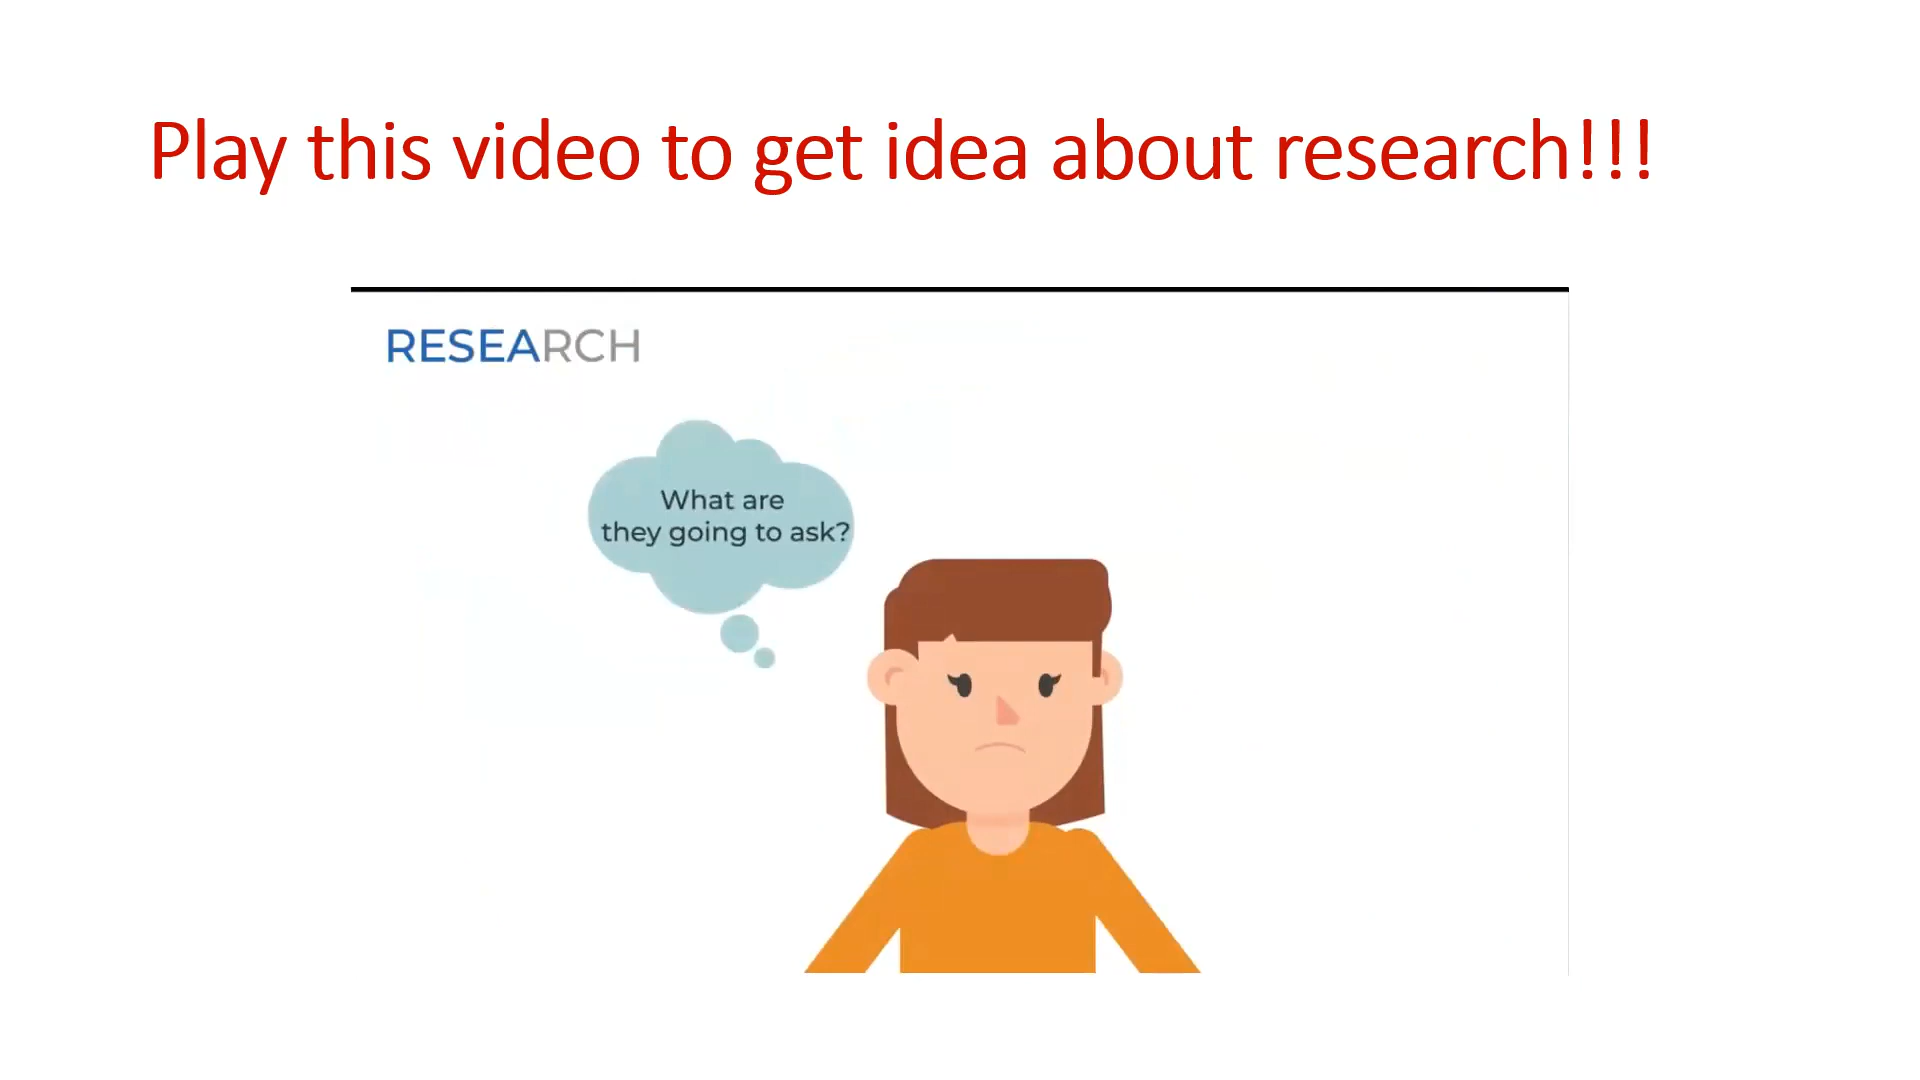 Play this video to get idea about research!!!
RESEARCH
What are
they going to ask?